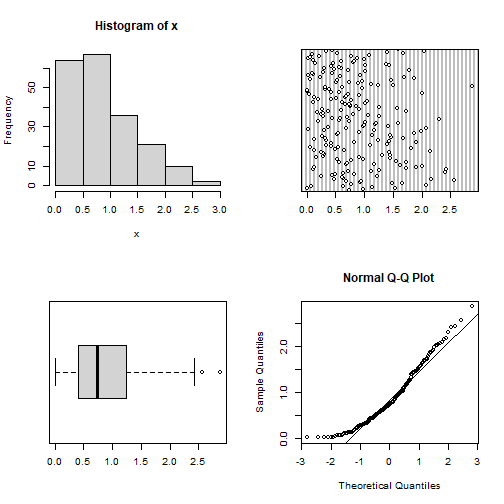 Histogram of x
Frequency
10
30
50
0
0.0 0.5 1.0 1.5 2.0 2.5 3.0
x
0.0 0.5 1.0 1.5 2.0 2.5
0.0 0.5 1.0 1.5 2.0 2.5
Normal Q-Q Plot
Sample Quantiles
0.0 1.0 2.0
-3 -2 -1 0 1 2 3
Theoretical Quantiles